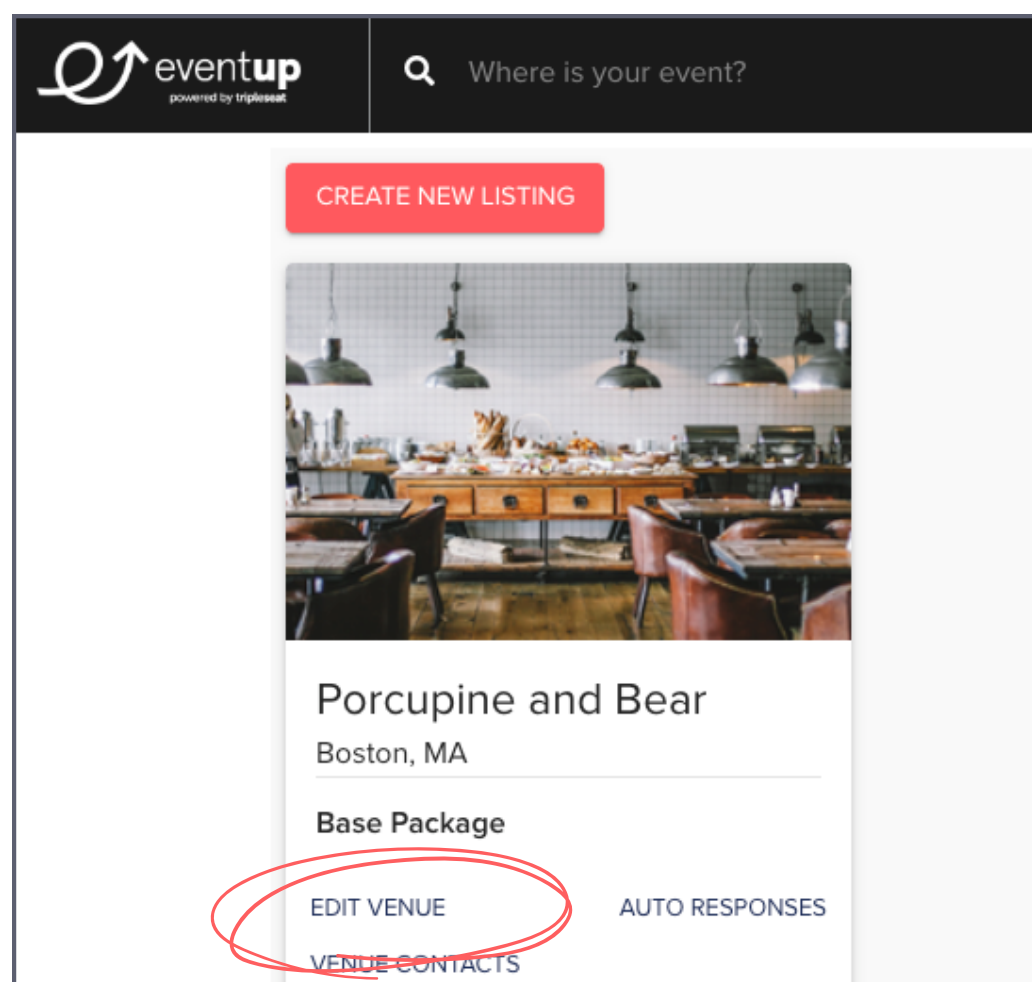 eventup
powered by tripleseat
Where is your event?
CREATE NEW LISTING
Porcupine and Bear
Boston, MA
Base Package
EDIT VENUE AUTO RESPONSES
VENUE CONTACTS